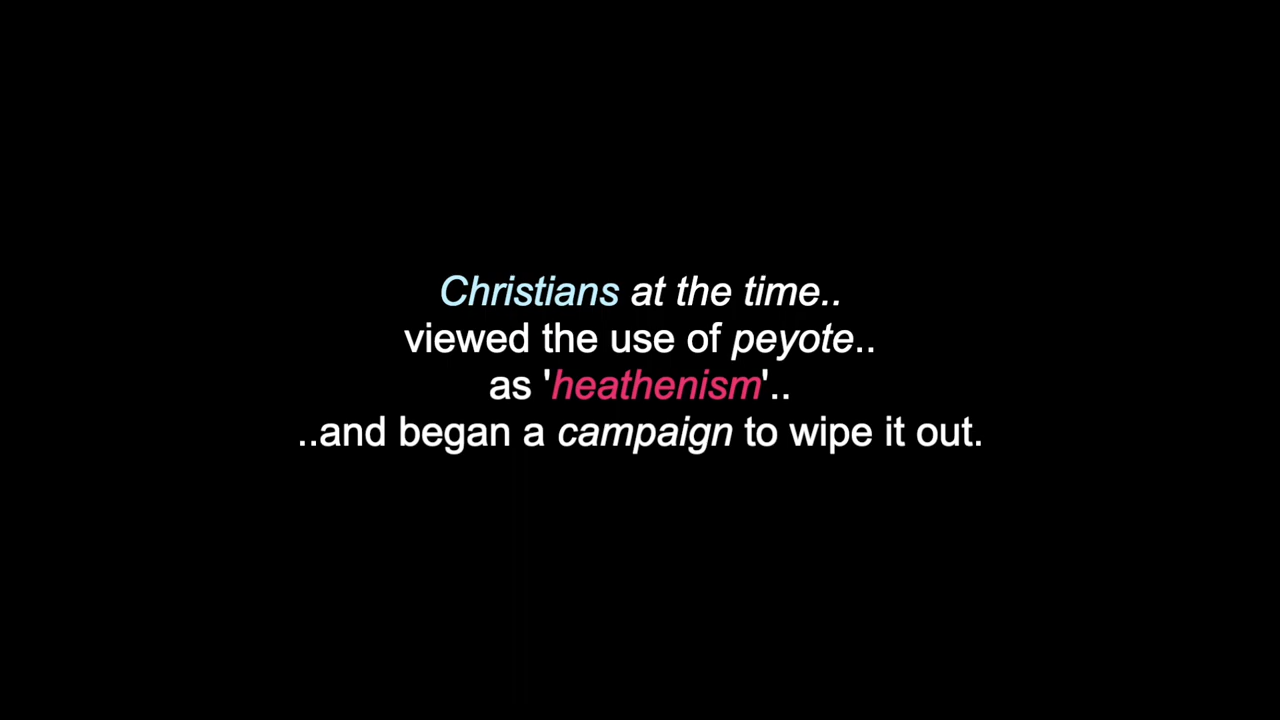 Christians at the time..
viewed the use of peyote..
as 'heathenism'..
..and began a campaign to wipe it out.